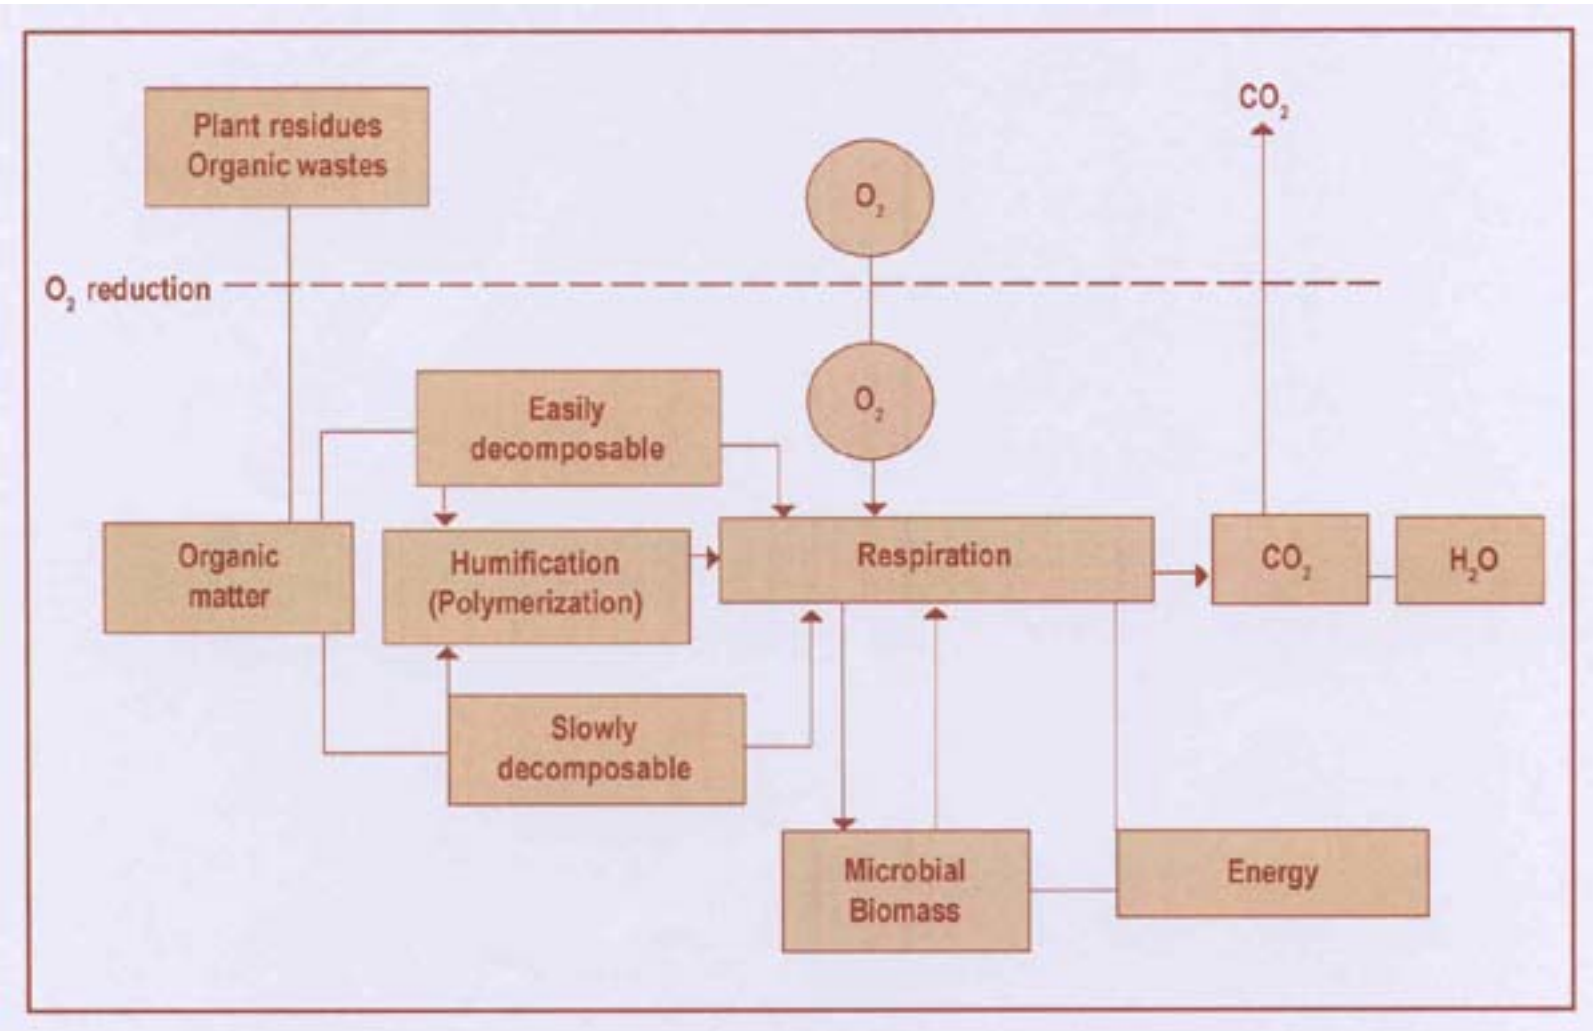 Plant residues
Organic wastes
CO₂
O₂
O₂ reduction
O₂
Easily
decomposable
Organic
matter
Humification
(Polymerization)
Respiration
CO₂
H₂O
Slowly
decomposable
Microbial
Biomass
Energy